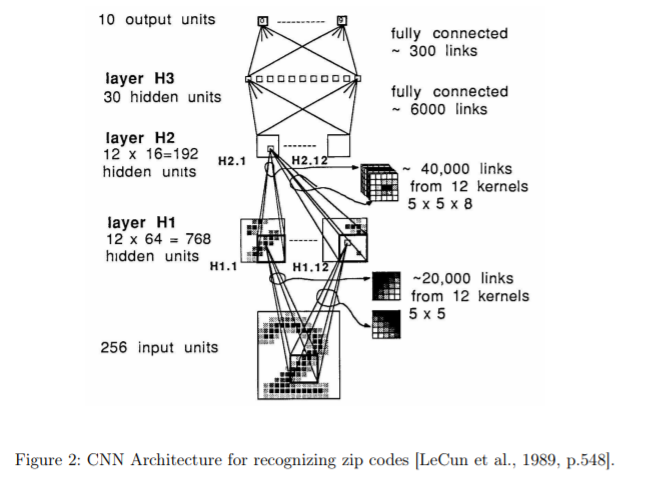 10 output units
fully connected
~ 300 links
layer H3
30 hidden units
fully connected
~ 6000 links
layer H2
12 x 16=192
hidden units
H2.1
H2.12
~ 40,000 links
from 12 kernels
5 x 5 x 8
layer H1
12 x 64 = 768
hidden units
H1.1
H1.12
~20,000 links
from 12 kernels
5 x 5
256 input units
Figure 2: CNN Architecture for recognizing zip codes [LeCun et al., 1989, p.548].